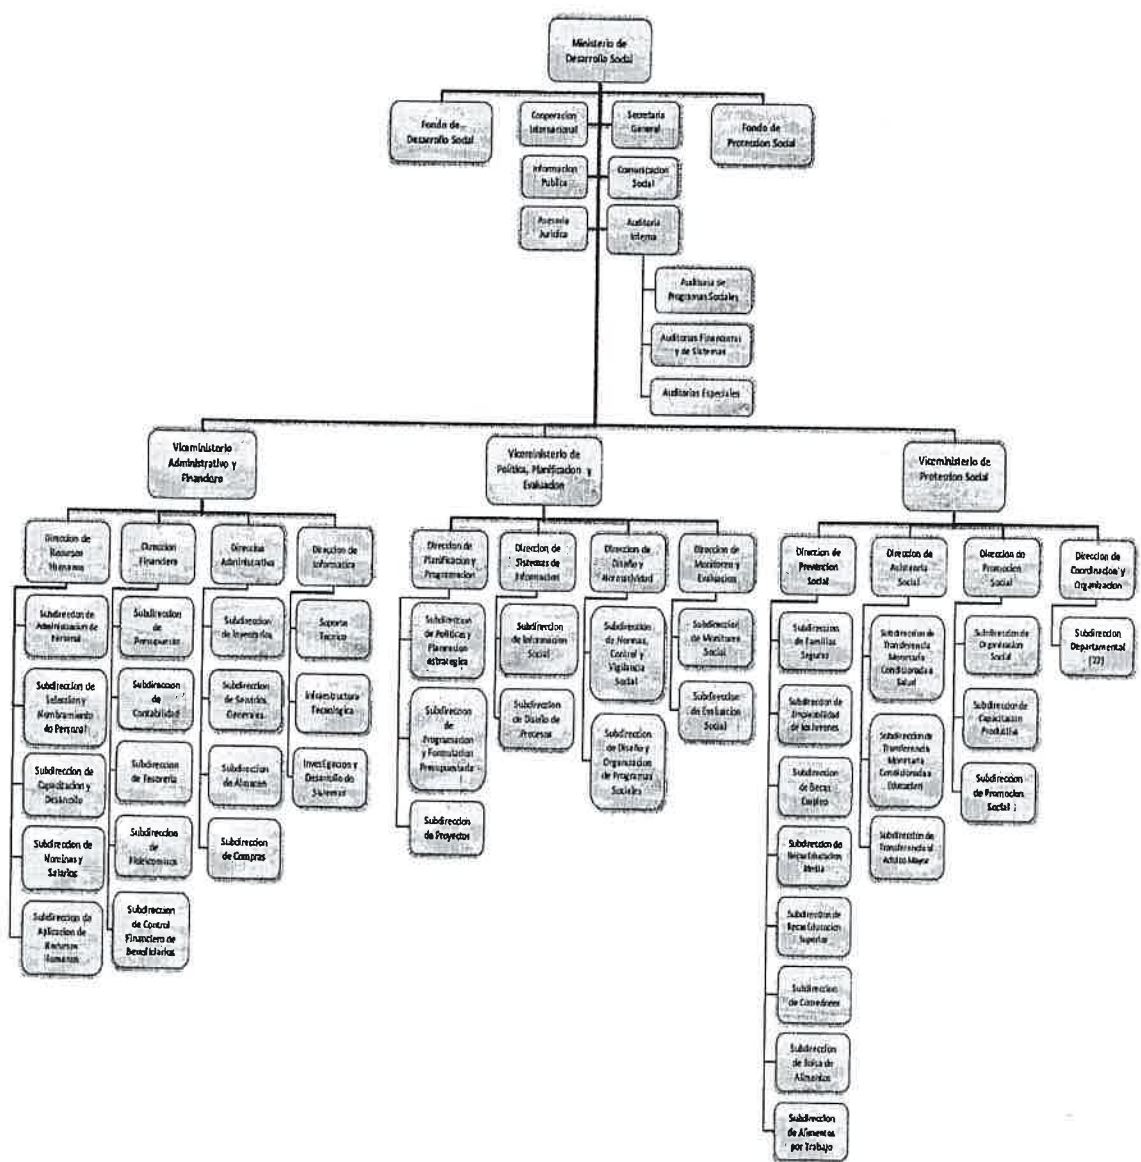 Ministerio de
Desarrollo Social
Fondo de
Desarrollo Social
Cooperacion
Internacional
Secretaria
General
Fondo de
Proteccion Social
Informacion
Publica
Comunicacion
Social
Asesoria
Juridica
Auditoria
Interna
Auditoria de
Programas Sociales
Auditorias Financieras
y de Sistemas
Auditorias Especiales
Viceministerio
Administrativo y
Financiero
Viceministerio de
Politica, Planificacion y
Evaluacion
Viceministerio de
Proteccion Social
Direccion de
Recursos
Humanos
Subdireccion de
Administracion de
Personal
Subdireccion de
Seleccion y
Nombramiento
de Personal
Subdireccion de
Capacitacion y
Desarrollo
Subdireccion de
Nominas y
Salarios
Subdireccion de
Aplicacion de
Recursos
Humanos
Direccion
Financiera
Subdireccion
de
Presupuesto
Subdireccion
de
Contabilidad
Subdireccion
de Tesoreria
Subdireccion
de
Fideicomisos
Subdireccion
de Control
Financiero de
Beneficiarios
Direccion
Administrativa
Subdireccion
de Inventarios
Subdireccion
de Servicios
Generales
Subdireccion
de Almacen
Subdireccion
de Compras
Direccion de
Informatica
Soporte
Tecnico
Infraestructura
Tecnologica
Investigacion y
Desarrollo de
Sistemas
Direccion de
Planificacion y
Programacion
Subdireccion
de Politicas y
Planeacion
estrategica
Subdireccion
de
Programacion
y Formulacion
Presupuestaria
Subdireccion
de Proyectos
Direccion de
Sistemas de
Informacion
Subdireccion
de Informacion
Social
Subdireccion
de Diseño de
Procesos
Direccion de
Diseño y
Normatividad
Subdireccion
de Normas,
Control y
Vigilancia
Social
Subdireccion
de Diseño y
Organizacion
de Programas
Sociales
Direccion de
Monitoreo y
Evaluacion
Subdireccion
de Monitoreo
Social
Subdireccion
de Evaluacion
Social
Direccion de
Prevencion
Social
Subdireccion
de Familias
Seguras
Subdireccion de
Empleabilidad
de los Jovenes
Subdireccion
de Becas
Empleo
Subdireccion de
Becas Educacion
Media
Subdireccion de
Becas Educacion
Superior
Subdireccion
de Comedores
Subdireccion
de Bolsa de
Alimentos
Subdireccion
de Alimentos
por Trabajo
Direccion de
Asistencia
Social
Subdireccion de
Transferencia
Monetaria
Condicionada a
Salud
Subdireccion de
Transferencia
Monetaria
Condicionada a
Educacion
Subdireccion de
Transferencia al
Adulto Mayor
Direccion de
Promocion
Social
Subdireccion de
Organizacion
Social
Subdireccion de
Capacitacion
Productiva
Subdireccion
de Promocion
Social
Direccion de
Coordinacion y
Organizacion
Subdireccion
Departamental
(22)